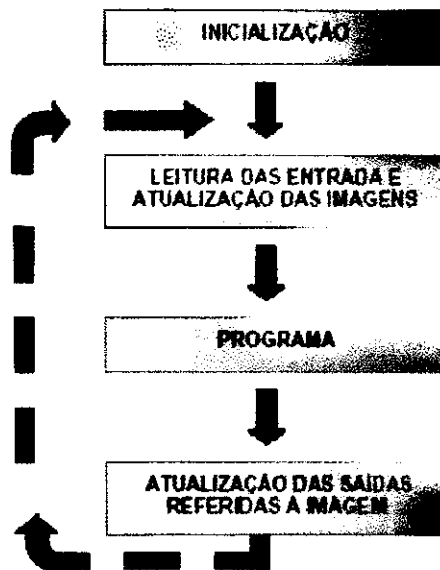 INICIALIZAÇÃO
LEITURA DAS ENTRADA E
ATUALIZAÇÃO DAS IMAGENS
PROGRAMA
ATUALIZAÇÃO DAS SAÍDAS
REFERIDAS A IMAGEM